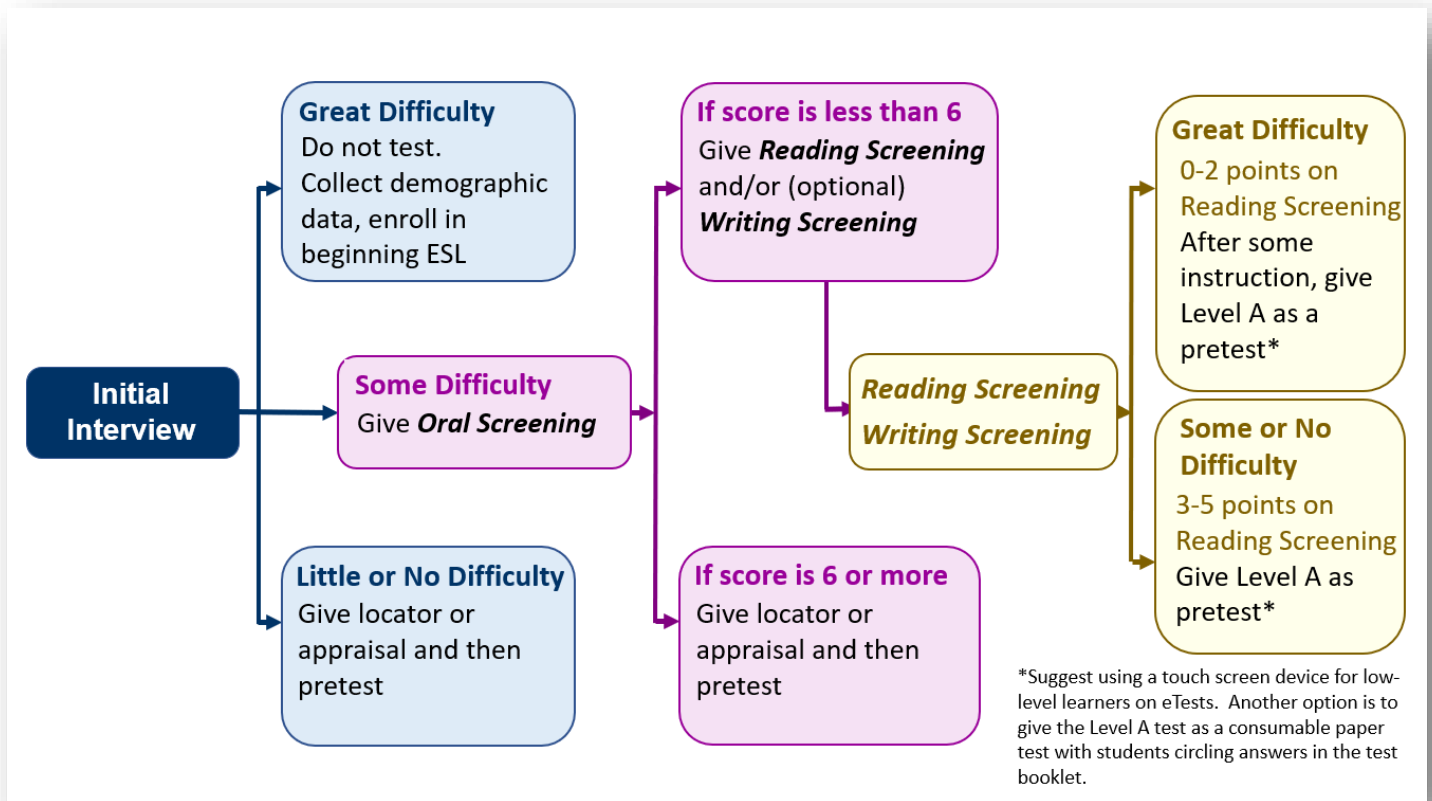 Initial
Interview
Great Difficulty
Do not test.
Collect demographic
data, enroll in
beginning ESL
Some Difficulty
Give Oral Screening
Little or No Difficulty
Give locator or
appraisal and then
pretest
If score is less than 6
Give Reading Screening
and/or (optional)
Writing Screening
If score is 6 or more
Give locator or
appraisal and then
pretest
Reading Screening
Writing Screening
Great Difficulty
0-2 points on
Reading Screening
After some
instruction, give
Level A as a
pretest*
Some or No
Difficulty
3-5 points on
Reading Screening
Give Level A as
pretest*
*Suggest using a touch screen device for low-
level learners on eTests.  Another option is to
give the Level A test as a consumable paper
test with students circling answers in the test
booklet.